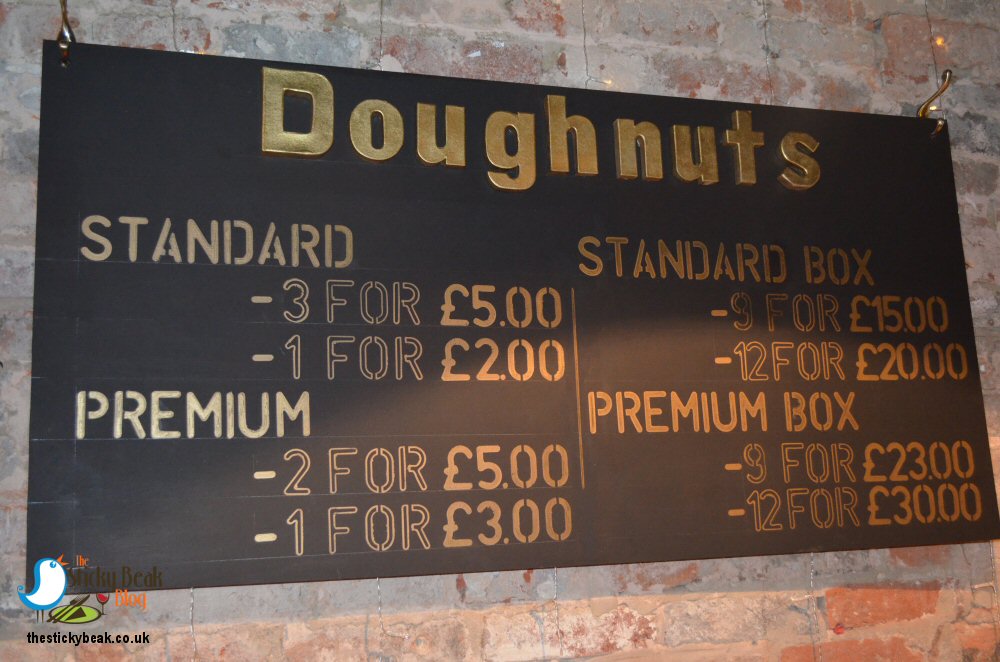 Doughnuts
STANDARD
- 3 FOR £5.00
- 1 FOR £2.00
PREMIUM
- 2 FOR £5.00
- 1 FOR £3.00
STANDARD BOX
- 9 FOR £15.00
- 12 FOR £20.00
PREMIUM BOX
- 9 FOR £23.00
- 12 FOR £30.00
The
Sticky Beak
Blog
thestickybeak.co.uk